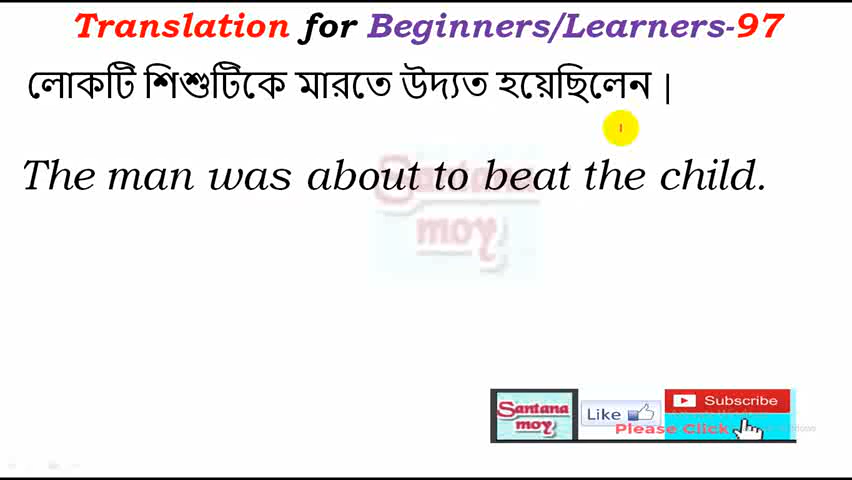 Translation for Beginners/Learners-97
লোকটি শিশুটিকে মারতে উদ্যত হয়েছিলেন |
The man was about to beat the child.
Santana
moy
Santana
moy
Like
Subscribe
Please Click